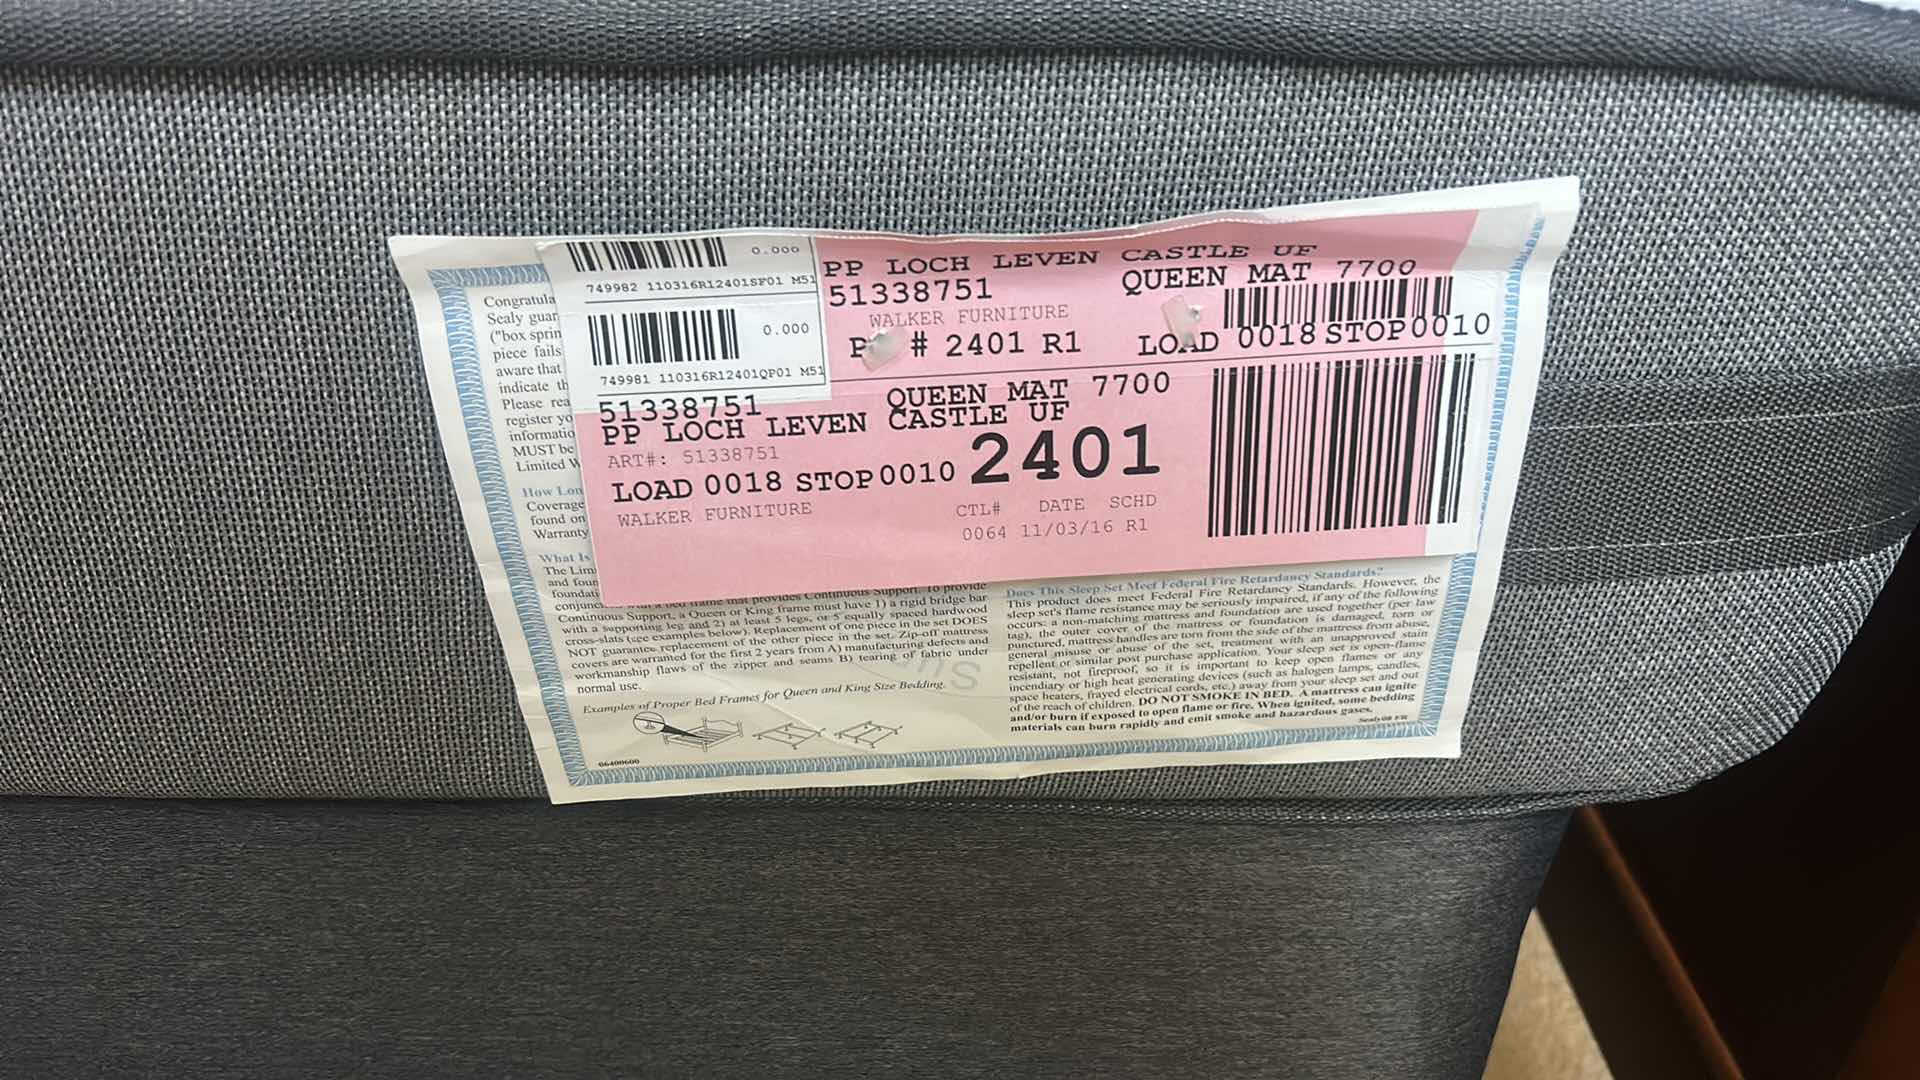 0.000
749982 110316R12401SF01 M51
0.000
749981 110316R12401QP01 M51
PP LOCH LEVEN CASTLE UF
51338751 QUEEN MAT 7700
WALKER FURNITURE
# 2401 R1 LOAD 0018 STOP0010
51338751 QUEEN MAT 7700
PP LOCH LEVEN CASTLE UF
ART#: 51338751
LOAD 0018 STOP0010 2401
WALKER FURNITURE
CTL# DATE SCHD
0064 11/03/16 R1
Sealy
("box
piece fails
aware that
indicate
Please
register
MUST be
Limited
How
Coverage
found on
Warranty
What Is
The
and
with a bed frame that provides Continuous Support. To provide
Continuous Support, a Queen or King frame must have 1) a rigid bridge bar
with a supporting leg and 2) at least 5 legs, or 5 equally spaced hardwood
cross-slats (see examples below). Replacement of one piece in the set DOES
NOT guarantee replacement of the other piece in the set. Zip-off mattress
covers are warranted for the first 2 years from A) manufacturing defects and
workmanship flaws of the zipper and seams B) tearing of fabric under
normal use.
Examples of Proper Bed Frames for Queen and King Size Bedding.
06400600
Does This Sleep Set Meet Federal Fire Retardancy Standards?
This product does meet Federal Fire Retardancy Standards. However, the
sleep set's flame resistance may be seriously impaired, if any of the following
occurs: a non-matching mattress and foundation are used together (per law
tag), the outer cover of the mattress or foundation is damaged, torn or
punctured, mattress handles are torn from the side of the mattress from abuse,
general misuse or abuse of the set, treatment with an unapproved stain
repellent or similar post purchase application. Your sleep set is open-flame
resistant, not fireproof, so it is important to keep open flames or any
incendiary or high heat generating devices (such as halogen lamps, candles,
space heaters, frayed electrical cords, etc.) away from your sleep set and out
of the reach of children. DO NOT SMOKE IN BED. A mattress can ignite
and/or burn if exposed to open flame or fire. When ignited, some bedding
materials can burn rapidly and emit smoke and hazardous gases.
Sealy08 FR